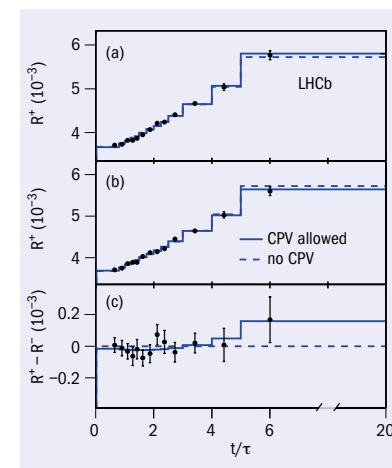 (a)
LHCb
6
5
4
R⁺ (10⁻³)
(b)
CPV allowed
no CPV
6
5
4
R⁺ (10⁻³)
(c)
0.2
0
−0.2
R⁺ – R⁻ (10⁻³)
0 2 4 6 20
t/τ